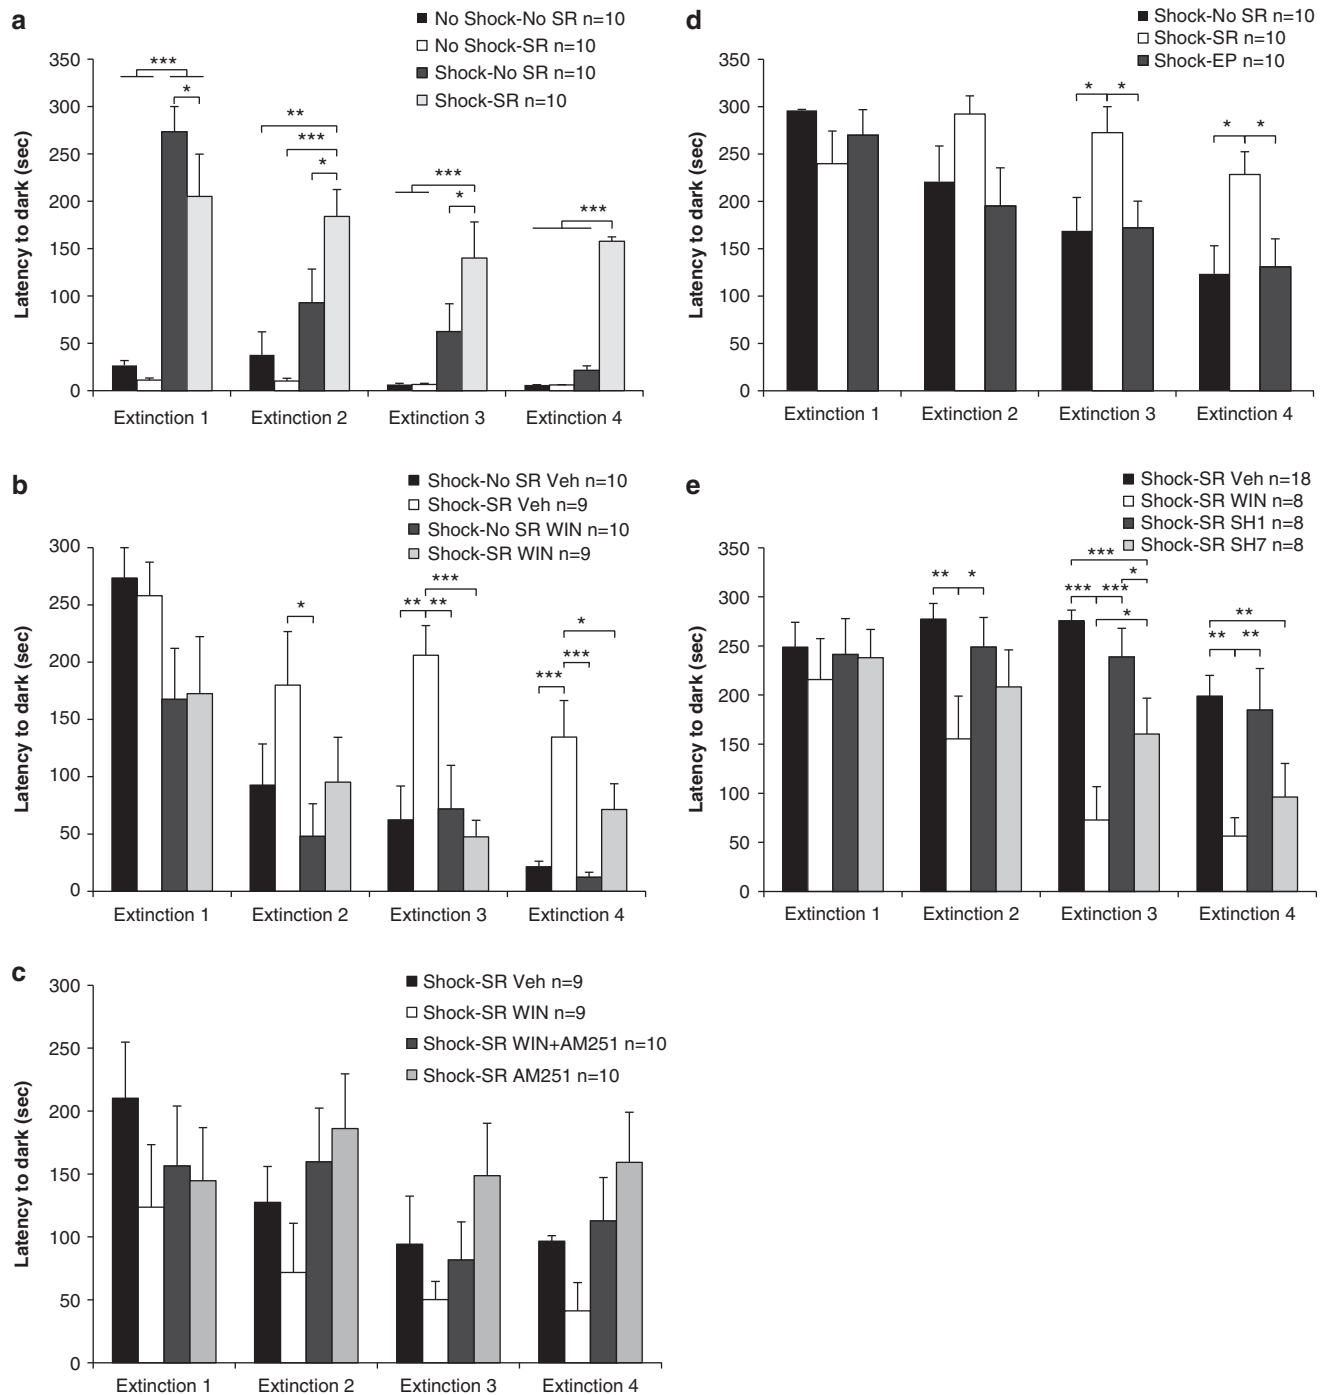 a
No Shock-No SR n=10
No Shock-SR n=10
Shock-No SR n=10
Shock-SR n=10
Latency to dark (sec)
350
300
250
200
150
100
50
0
***
*
**
***
*
***
*
***
Extinction 1 Extinction 2 Extinction 3 Extinction 4
b
Shock-No SR Veh n=10
Shock-SR Veh n=9
Shock-No SR WIN n=10
Shock-SR WIN n=9
Latency to dark (sec)
300
250
200
150
100
50
0
*
***
** **
*
***
***
Extinction 1 Extinction 2 Extinction 3 Extinction 4
c
Shock-SR Veh n=9
Shock-SR WIN n=9
Shock-SR WIN+AM251 n=10
Shock-SR AM251 n=10
Latency to dark (sec)
300
250
200
150
100
50
0
Extinction 1 Extinction 2 Extinction 3 Extinction 4
d
Shock-No SR n=10
Shock-SR n=10
Shock-EP n=10
Latency to dark (sec)
350
300
250
200
150
100
50
0
* *
* *
Extinction 1 Extinction 2 Extinction 3 Extinction 4
e
Shock-SR Veh n=18
Shock-SR WIN n=8
Shock-SR SH1 n=8
Shock-SR SH7 n=8
Latency to dark (sec)
350
300
250
200
150
100
50
0
** *
***
*
*** ***
*
**
** **
Extinction 1 Extinction 2 Extinction 3 Extinction 4